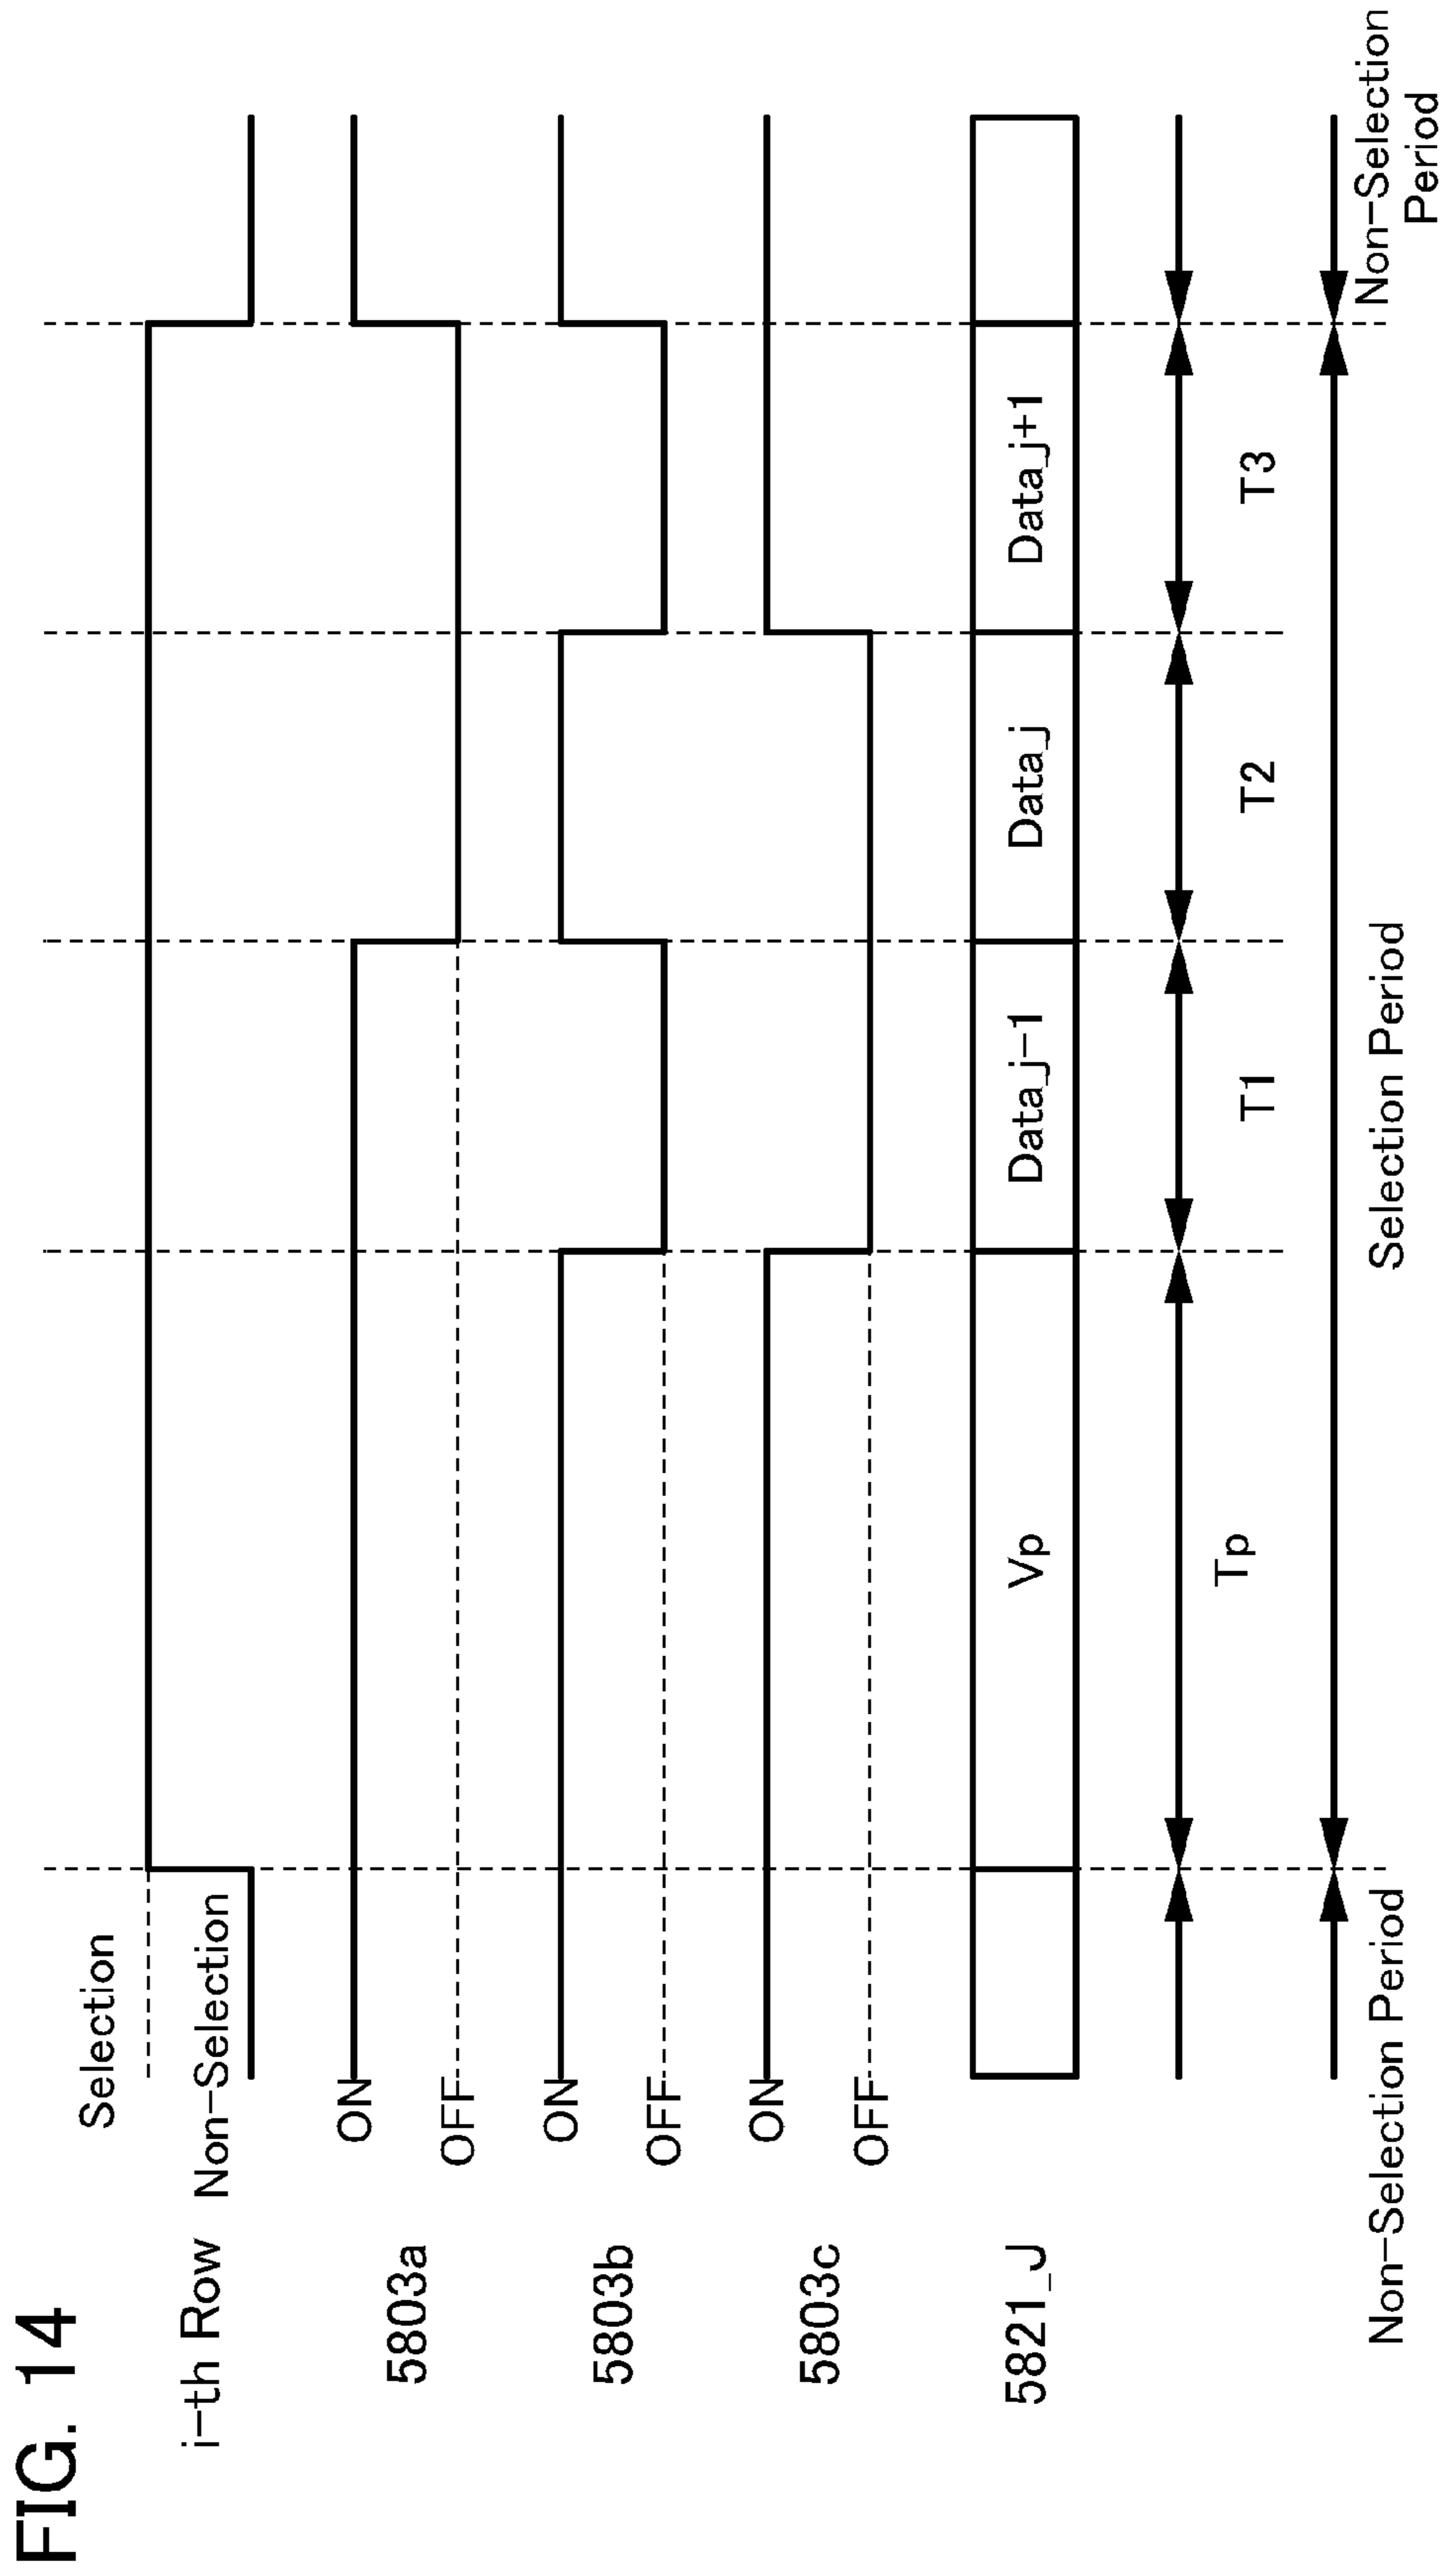 FIG. 14
Selection
i-th Row Non-Selection
5803a
ON
OFF
5803b
ON
OFF
5803c
ON
OFF
5821_J
Vp
Data_j-1
Data_j
Data_j+1
Tp
T1
T2
T3
Non-Selection Period
Selection Period
Non-Selection
Period